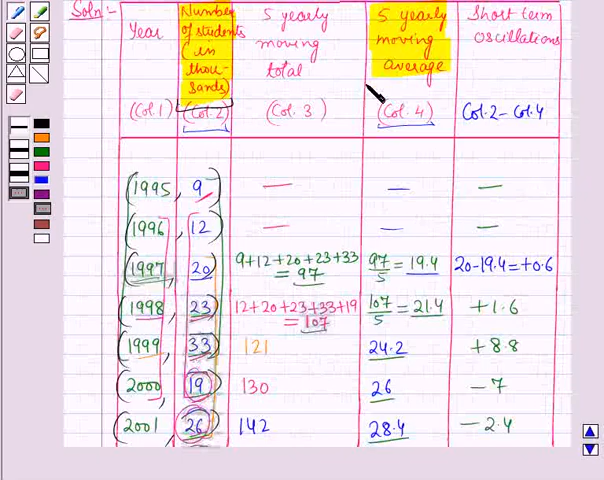 Soln :-
Year
(Col. 1)
Number
of students
(in
thou-
sands)
(Col. 2)
5 yearly
moving
total
(Col. 3)
5 yearly
moving
average
(Col. 4)
Short term
oscillations
Col. 2 - Col. 4
(1995, 9) — — —
(1996, 12) — — —
(1997, 20) 9+12+20+23+33 = 97 97/5 = 19.4 20-19.4=+0.6
(1998, 23) 12+20+23+33+19 = 107 107/5 = 21.4 +1.6
(1999, 33) 121 24.2 +8.8
(2000, 19) 130 26 -7
(2001, 26) 142 28.4 -2.4